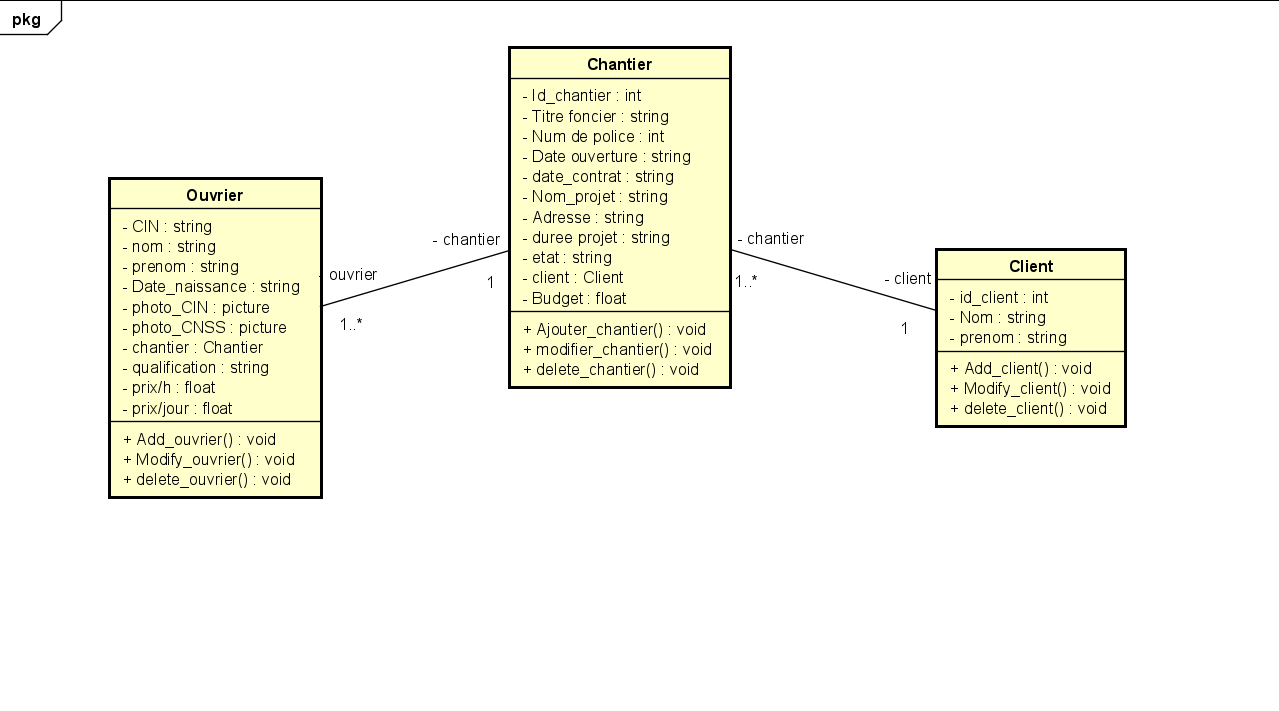 pkg
Chantier
- Id_chantier : int
- Titre foncier : string
- Num de police : int
- Date ouverture : string
- date_contrat : string
- Nom_projet : string
- Adresse : string
- duree projet : string
- etat : string
- client : Client
- Budget : float
+ Ajouter_chantier() : void
+ modifier_chantier() : void
+ delete_chantier() : void
Ouvrier
- CIN : string
- nom : string
- prenom : string
- Date_naissance : string
- photo_CIN : picture
- photo_CNSS : picture
- chantier : Chantier
- qualification : string
- prix/h : float
- prix/jour : float
+ Add_ouvrier() : void
+ Modify_ouvrier() : void
+ delete_ouvrier() : void
- chantier
1
- ouvrier
1..*
- chantier
1..*
- client
1
Client
- id_client : int
- Nom : string
- prenom : string
+ Add_client() : void
+ Modify_client() : void
+ delete_client() : void